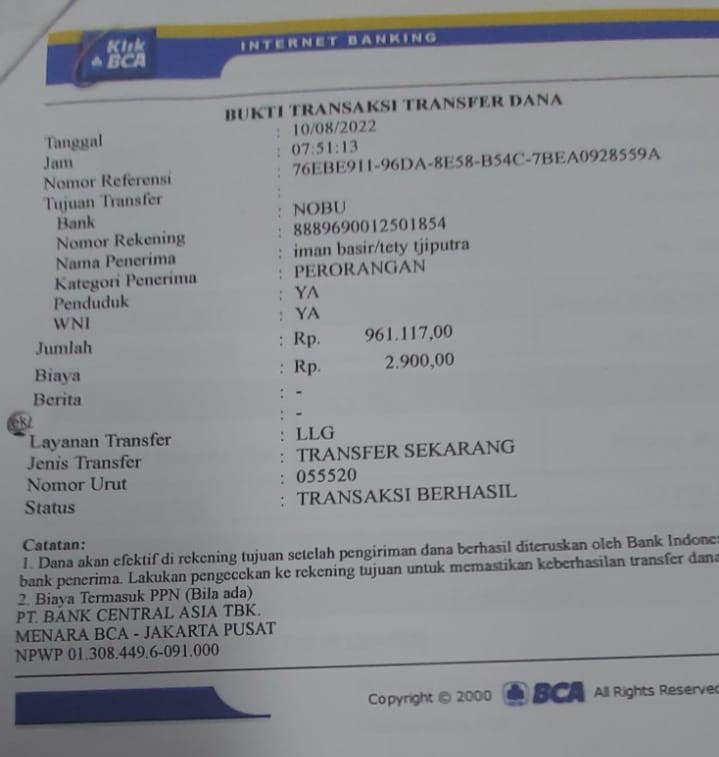 Klik
BCA
INTERNET BANKING
BUKTI TRANSAKSI TRANSFER DANA
Tanggal : 10/08/2022
Jam : 07:51:13
Nomor Referensi : 76EBE911-96DA-8E58-B54C-7BEA0928559A
Tujuan Transfer :
Bank : NOBU
Nomor Rekening : 8889690012501854
Nama Penerima : iman basir/tety tjiputra
Kategori Penerima : PERORANGAN
Penduduk : YA
WNI : YA
Jumlah : Rp. 961.117,00
Biaya : Rp. 2.900,00
Berita : -
: -
Layanan Transfer : LLG
Jenis Transfer : TRANSFER SEKARANG
Nomor Urut : 055520
Status : TRANSAKSI BERHASIL
Catatan:
1. Dana akan efektif di rekening tujuan setelah pengiriman dana berhasil diteruskan oleh Bank Indones
bank penerima. Lakukan pengecekan ke rekening tujuan untuk memastikan keberhasilan transfer dana
2. Biaya Termasuk PPN (Bila ada)
PT. BANK CENTRAL ASIA TBK.
MENARA BCA - JAKARTA PUSAT
NPWP 01.308.449.6-091.000
Copyright © 2000 BCA All Rights Reserved